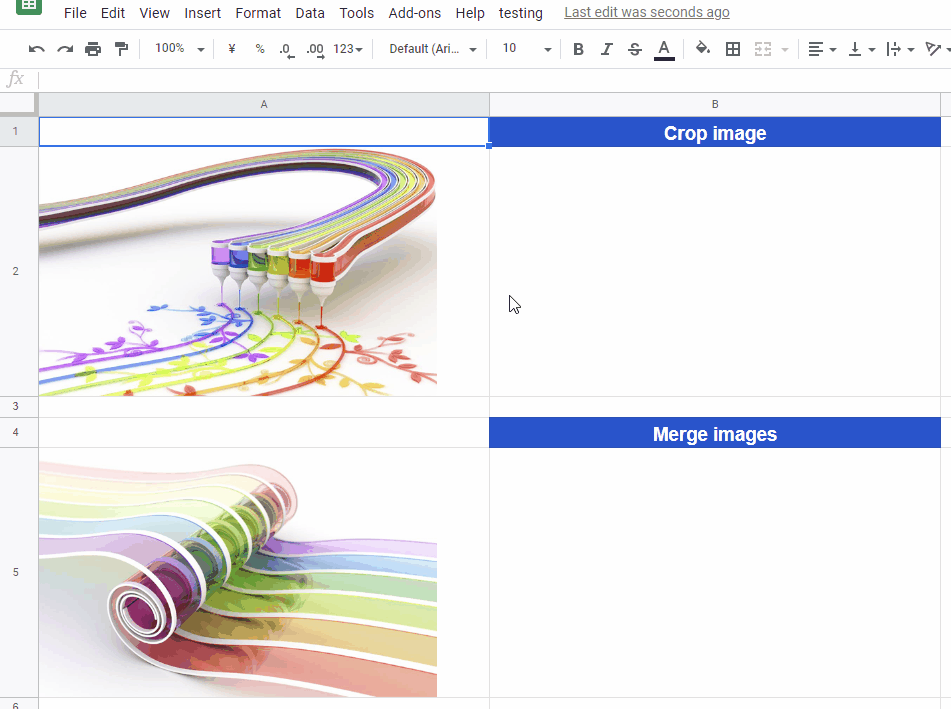 File Edit View Insert Format Data Tools Add-ons Help testing Last edit was seconds ago
100% ¥ % .0 .00 123 Default (Ari... 10 B I S A
fx
A B
1 Crop image
2
3
4 Merge images
5
6